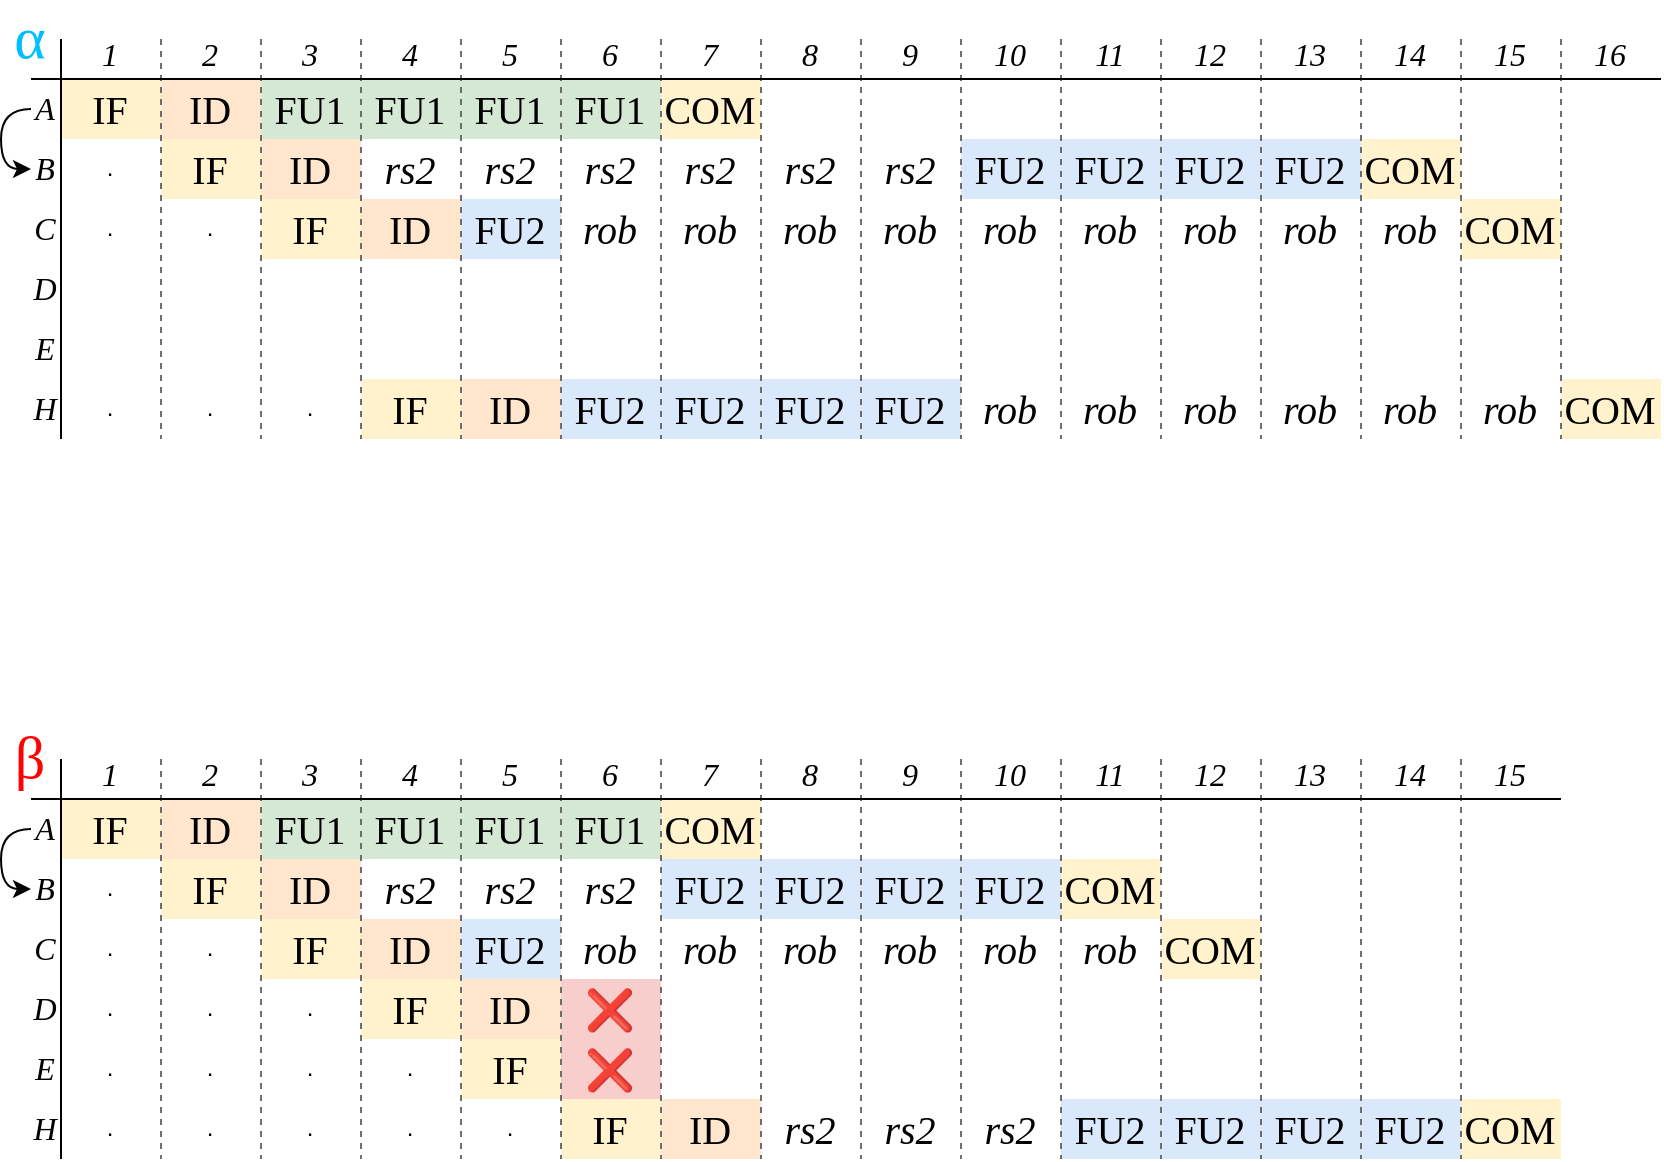 α 1 2 3 4 5 6 7 8 9 10 11 12 13 14 15 16
A IF ID FU1 FU1 FU1 FU1 COM
B . IF ID rs2 rs2 rs2 rs2 rs2 rs2 FU2 FU2 FU2 FU2 COM
C . . IF ID FU2 rob rob rob rob rob rob rob rob rob COM
D
E
H . . . IF ID FU2 FU2 FU2 FU2 rob rob rob rob rob rob COM
β 1 2 3 4 5 6 7 8 9 10 11 12 13 14 15
A IF ID FU1 FU1 FU1 FU1 COM
B . IF ID rs2 rs2 rs2 FU2 FU2 FU2 FU2 COM
C . . IF ID FU2 rob rob rob rob rob rob COM
D . . . IF ID ❌
E . . . . IF ❌
H . . . . . IF ID rs2 rs2 rs2 FU2 FU2 FU2 FU2 COM